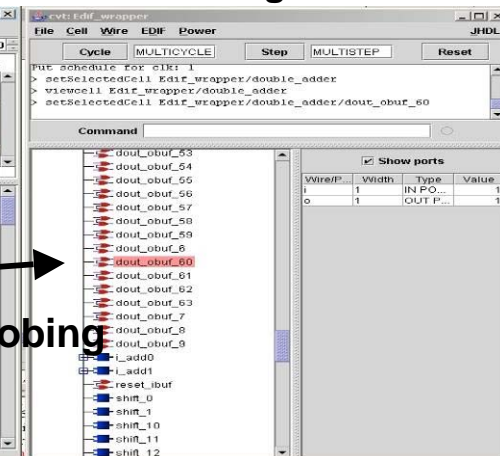 cvt: Edif_wrapper
File Cell Wire EDIF Power JHDL
Cycle MULTICYCLE Step MULTISTEP Reset
Put schedule for clk: 1
> setSelectedCell Edif_wrapper/double_adder
> viewcell Edif_wrapper/double_adder
> setSelectedCell Edif_wrapper/double_adder/dout_obuf_60
Command
dout_obuf_53
dout_obuf_54
dout_obuf_55
dout_obuf_56
dout_obuf_57
dout_obuf_58
dout_obuf_59
dout_obuf_6
dout_obuf_60
dout_obuf_61
dout_obuf_62
dout_obuf_63
dout_obuf_7
dout_obuf_8
dout_obuf_9
i_add0
i_add1
reset_ibuf
shift_0
shift_1
shift_10
shift_11
shift_12
Show ports
Wire/P... Width Type Value
i 1 IN PO... 1
o 1 OUT P... 1
obing